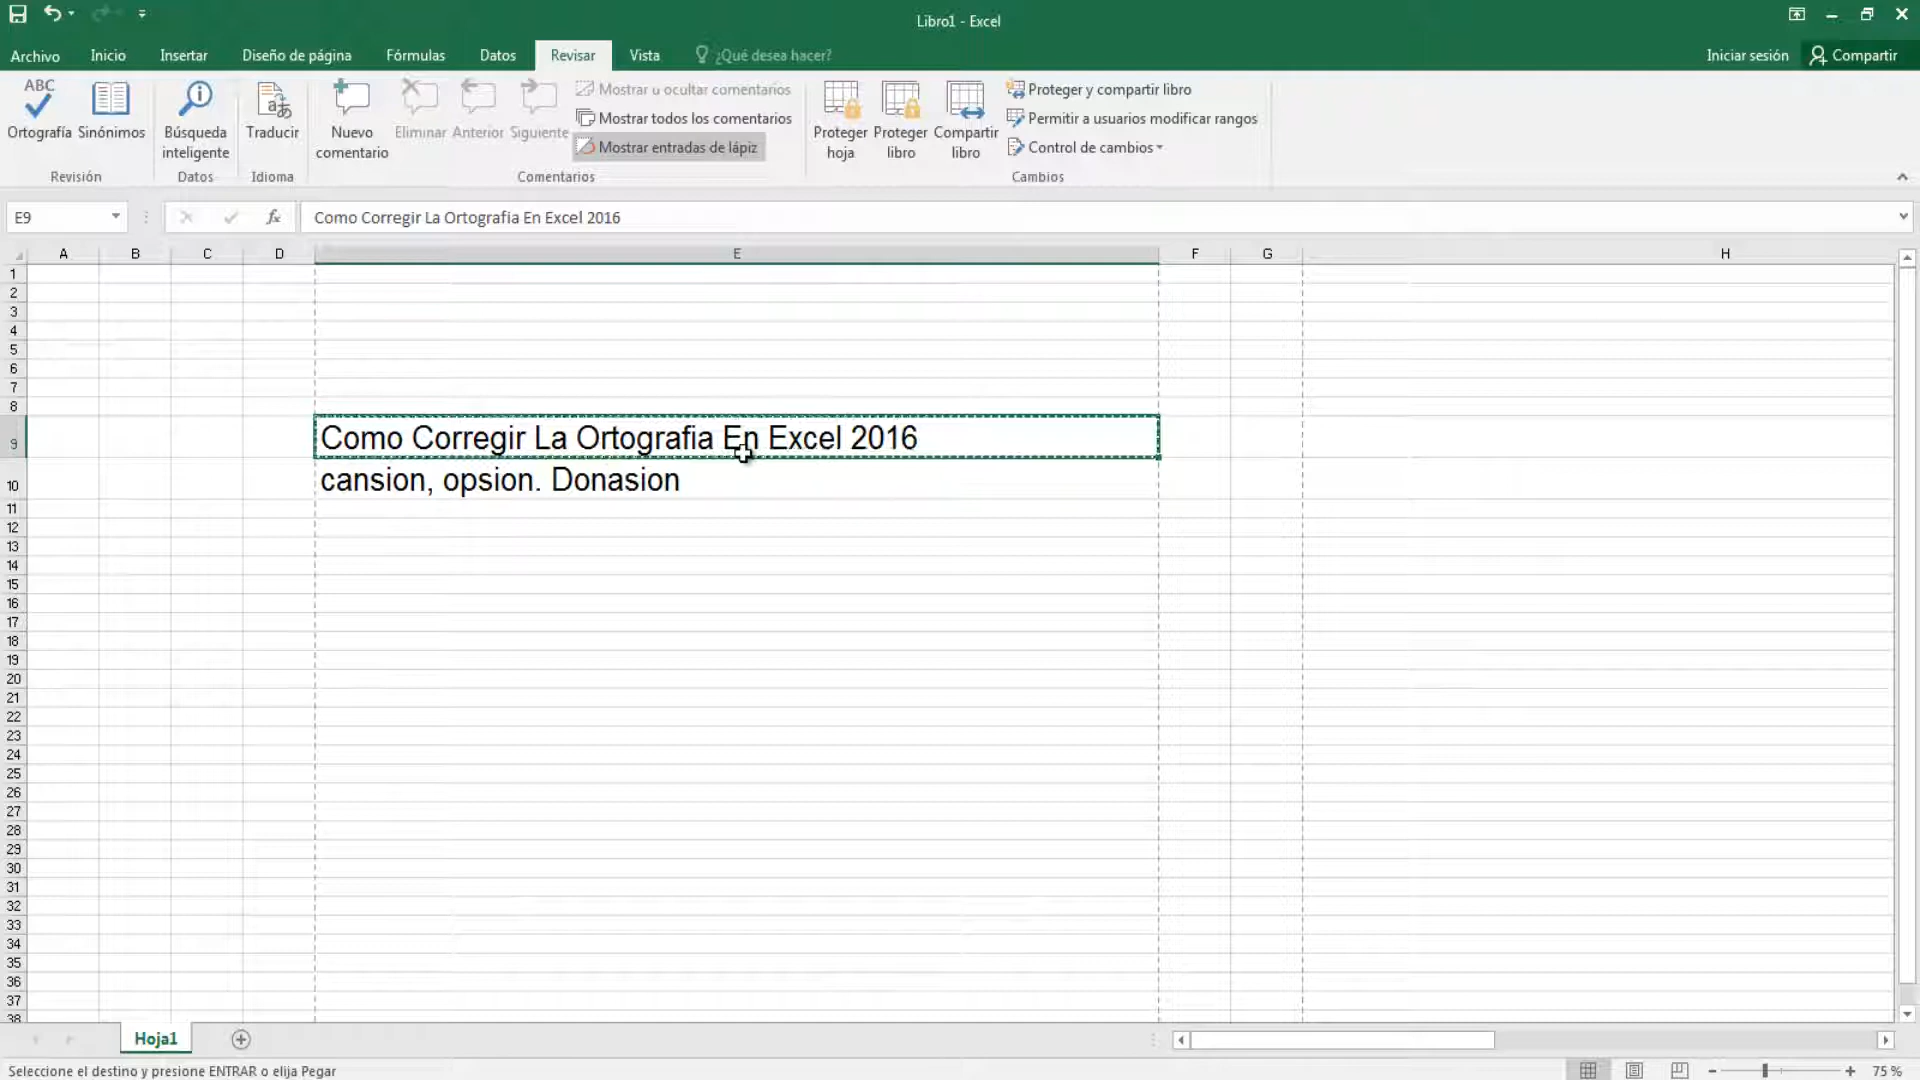 Libro1 - Excel
Archivo Inicio Insertar Diseño de página Fórmulas Datos Revisar Vista ¿Qué desea hacer? Iniciar sesión Compartir
ABC
Ortografía Sinónimos Búsqueda inteligente Traducir Nuevo comentario Eliminar Anterior Siguiente
Mostrar u ocultar comentarios
Mostrar todos los comentarios
Mostrar entradas de lápiz
Proteger hoja Proteger libro Compartir libro
Proteger y compartir libro
Permitir a usuarios modificar rangos
Control de cambios
Revisión Datos Idioma Comentarios Cambios
E9 fx Como Corregir La Ortografia En Excel 2016
A B C D E F G H
1
2
3
4
5
6
7
8
9 Como Corregir La Ortografia En Excel 2016
10 cansion, opsion. Donasion
11
12
13
14
15
16
17
18
19
20
21
22
23
24
25
26
27
28
29
30
31
32
33
34
35
36
37
38
Hoja1
Seleccione el destino y presione ENTRAR o elija Pegar 75 %